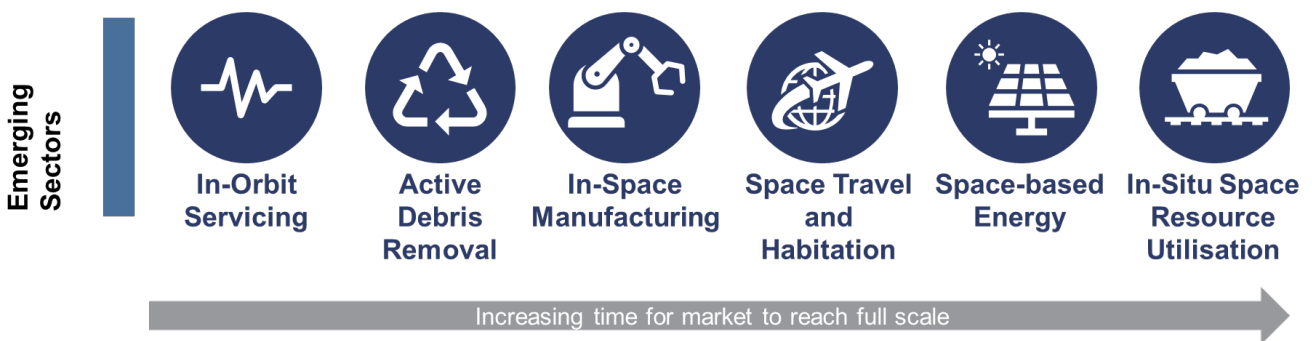 Emerging
Sectors
In-Orbit
Servicing
Active
Debris
Removal
In-Space
Manufacturing
Space Travel
and
Habitation
Space-based
Energy
In-Situ Space
Resource
Utilisation
Increasing time for market to reach full scale